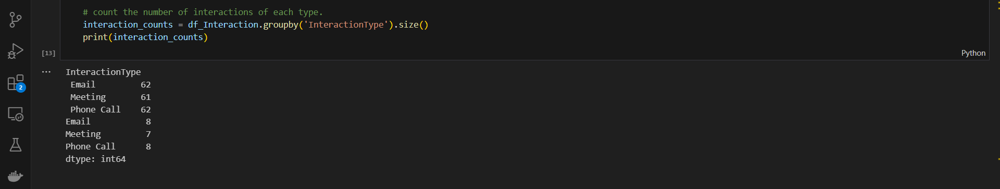 # count the number of interactions of each type.
interaction_counts = df_Interaction.groupby('InteractionType').size()
print(interaction_counts)
[13]
Python
... InteractionType
 Email         62
 Meeting       61
 Phone Call    62
Email           8
Meeting         7
Phone Call      8
dtype: int64
2